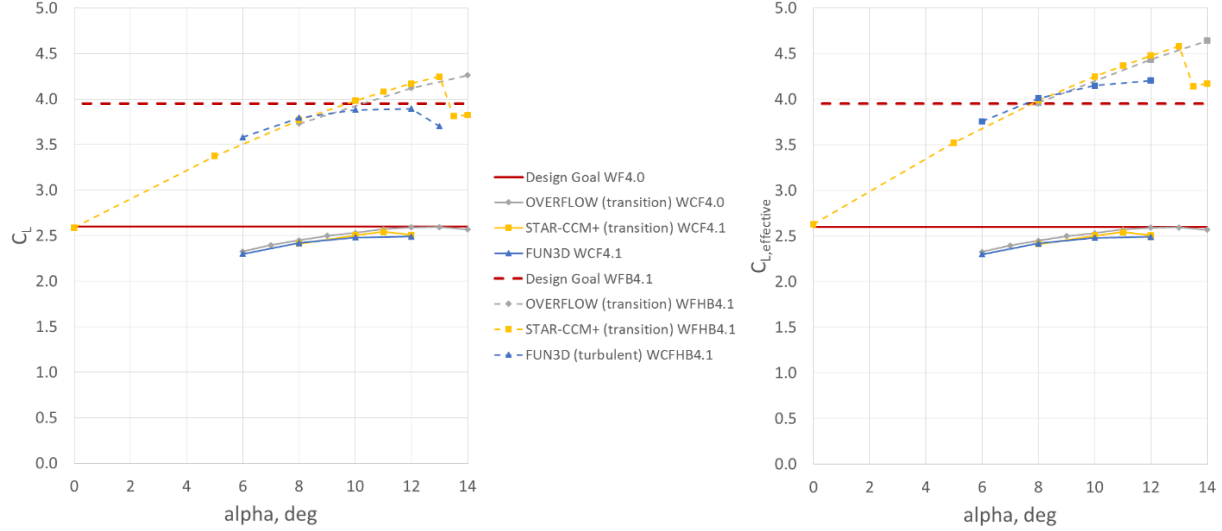 5.0
4.5
4.0
3.5
3.0
2.5
2.0
1.5
1.0
0.5
0.0
C_L
0 2 4 6 8 10 12 14
alpha, deg
Design Goal WF4.0
OVERFLOW (transition) WCF4.0
STAR-CCM+ (transition) WCF4.1
FUN3D WCF4.1
Design Goal WFB4.1
OVERFLOW (transition) WFHB4.1
STAR-CCM+ (transition) WFHB4.1
FUN3D (turbulent) WCFHB4.1
5.0
4.5
4.0
3.5
3.0
2.5
2.0
1.5
1.0
0.5
0.0
C_L,effective
0 2 4 6 8 10 12 14
alpha, deg